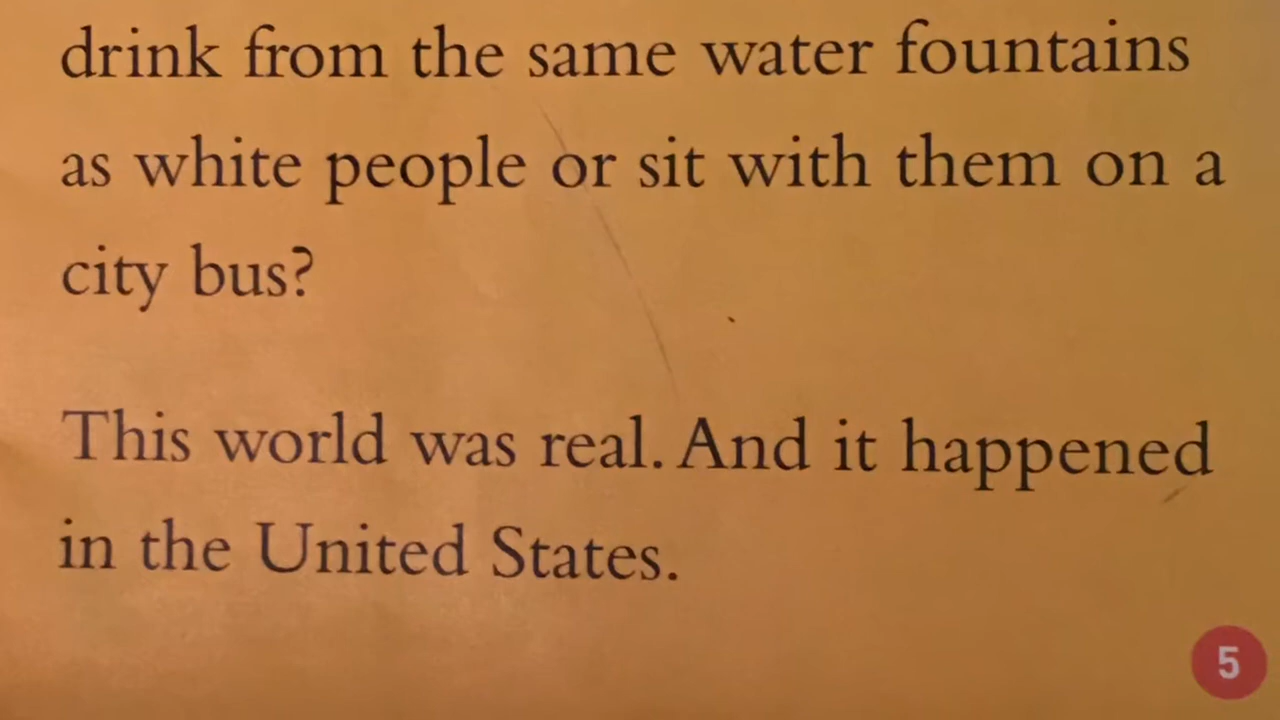 drink from the same water fountains
as white people or sit with them on a
city bus?
This world was real. And it happened
in the United States.
5